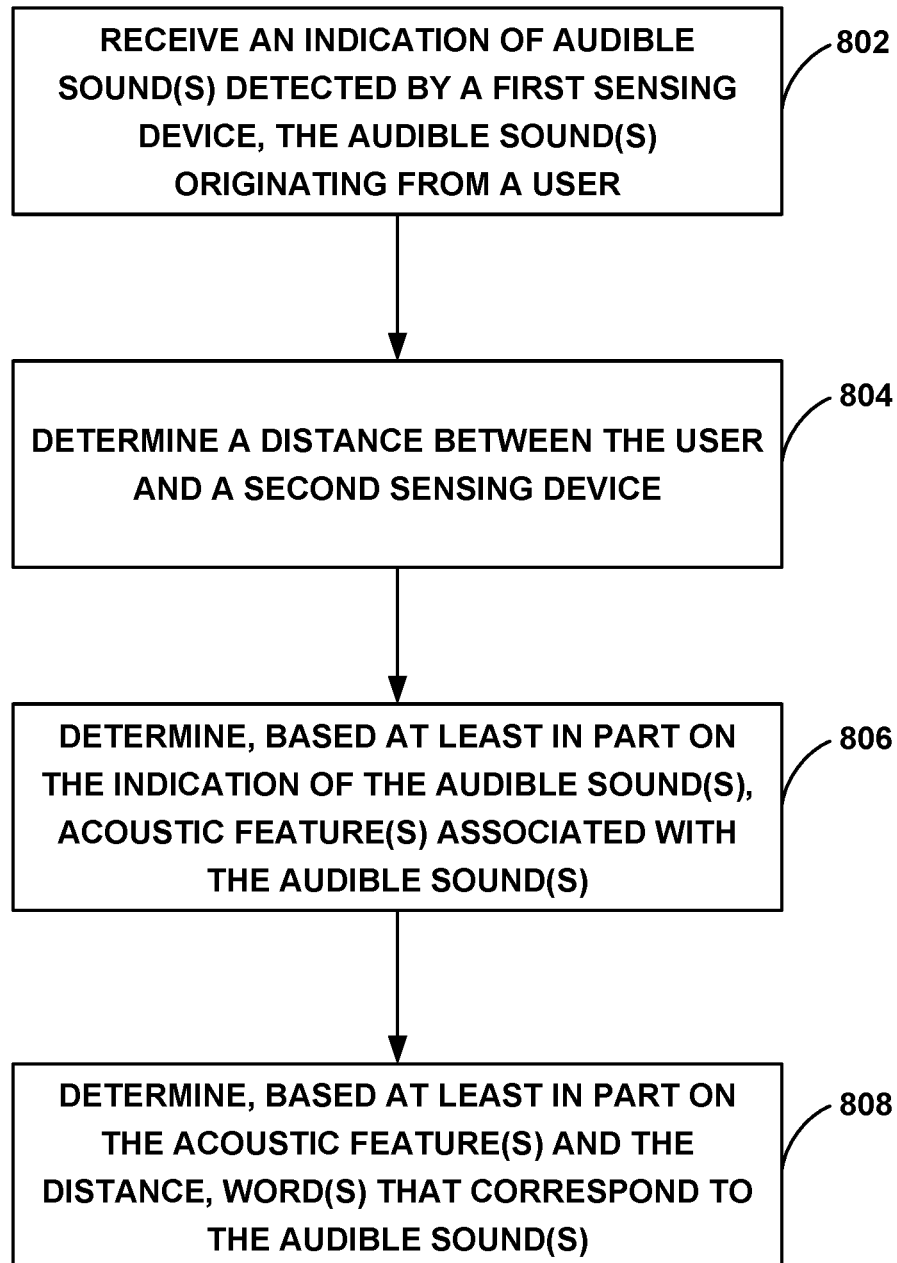 RECEIVE AN INDICATION OF AUDIBLE
SOUND(S) DETECTED BY A FIRST SENSING
DEVICE, THE AUDIBLE SOUND(S)
ORIGINATING FROM A USER
802
DETERMINE A DISTANCE BETWEEN THE USER
AND A SECOND SENSING DEVICE
804
DETERMINE, BASED AT LEAST IN PART ON
THE INDICATION OF THE AUDIBLE SOUND(S),
ACOUSTIC FEATURE(S) ASSOCIATED WITH
THE AUDIBLE SOUND(S)
806
DETERMINE, BASED AT LEAST IN PART ON
THE ACOUSTIC FEATURE(S) AND THE
DISTANCE, WORD(S) THAT CORRESPOND TO
THE AUDIBLE SOUND(S)
808